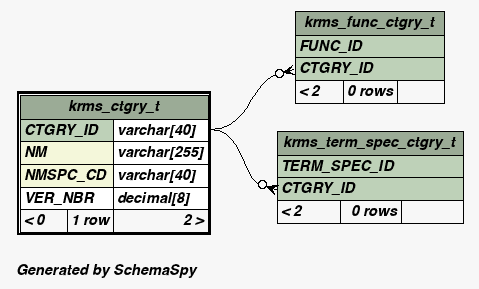 krms_func_ctgry_t
FUNC_ID
CTGRY_ID
< 2 0 rows
krms_ctgry_t
CTGRY_ID varchar[40]
NM varchar[255]
NMSPC_CD varchar[40]
VER_NBR decimal[8]
< 0 1 row 2 >
krms_term_spec_ctgry_t
TERM_SPEC_ID
CTGRY_ID
< 2 0 rows
Generated by SchemaSpy